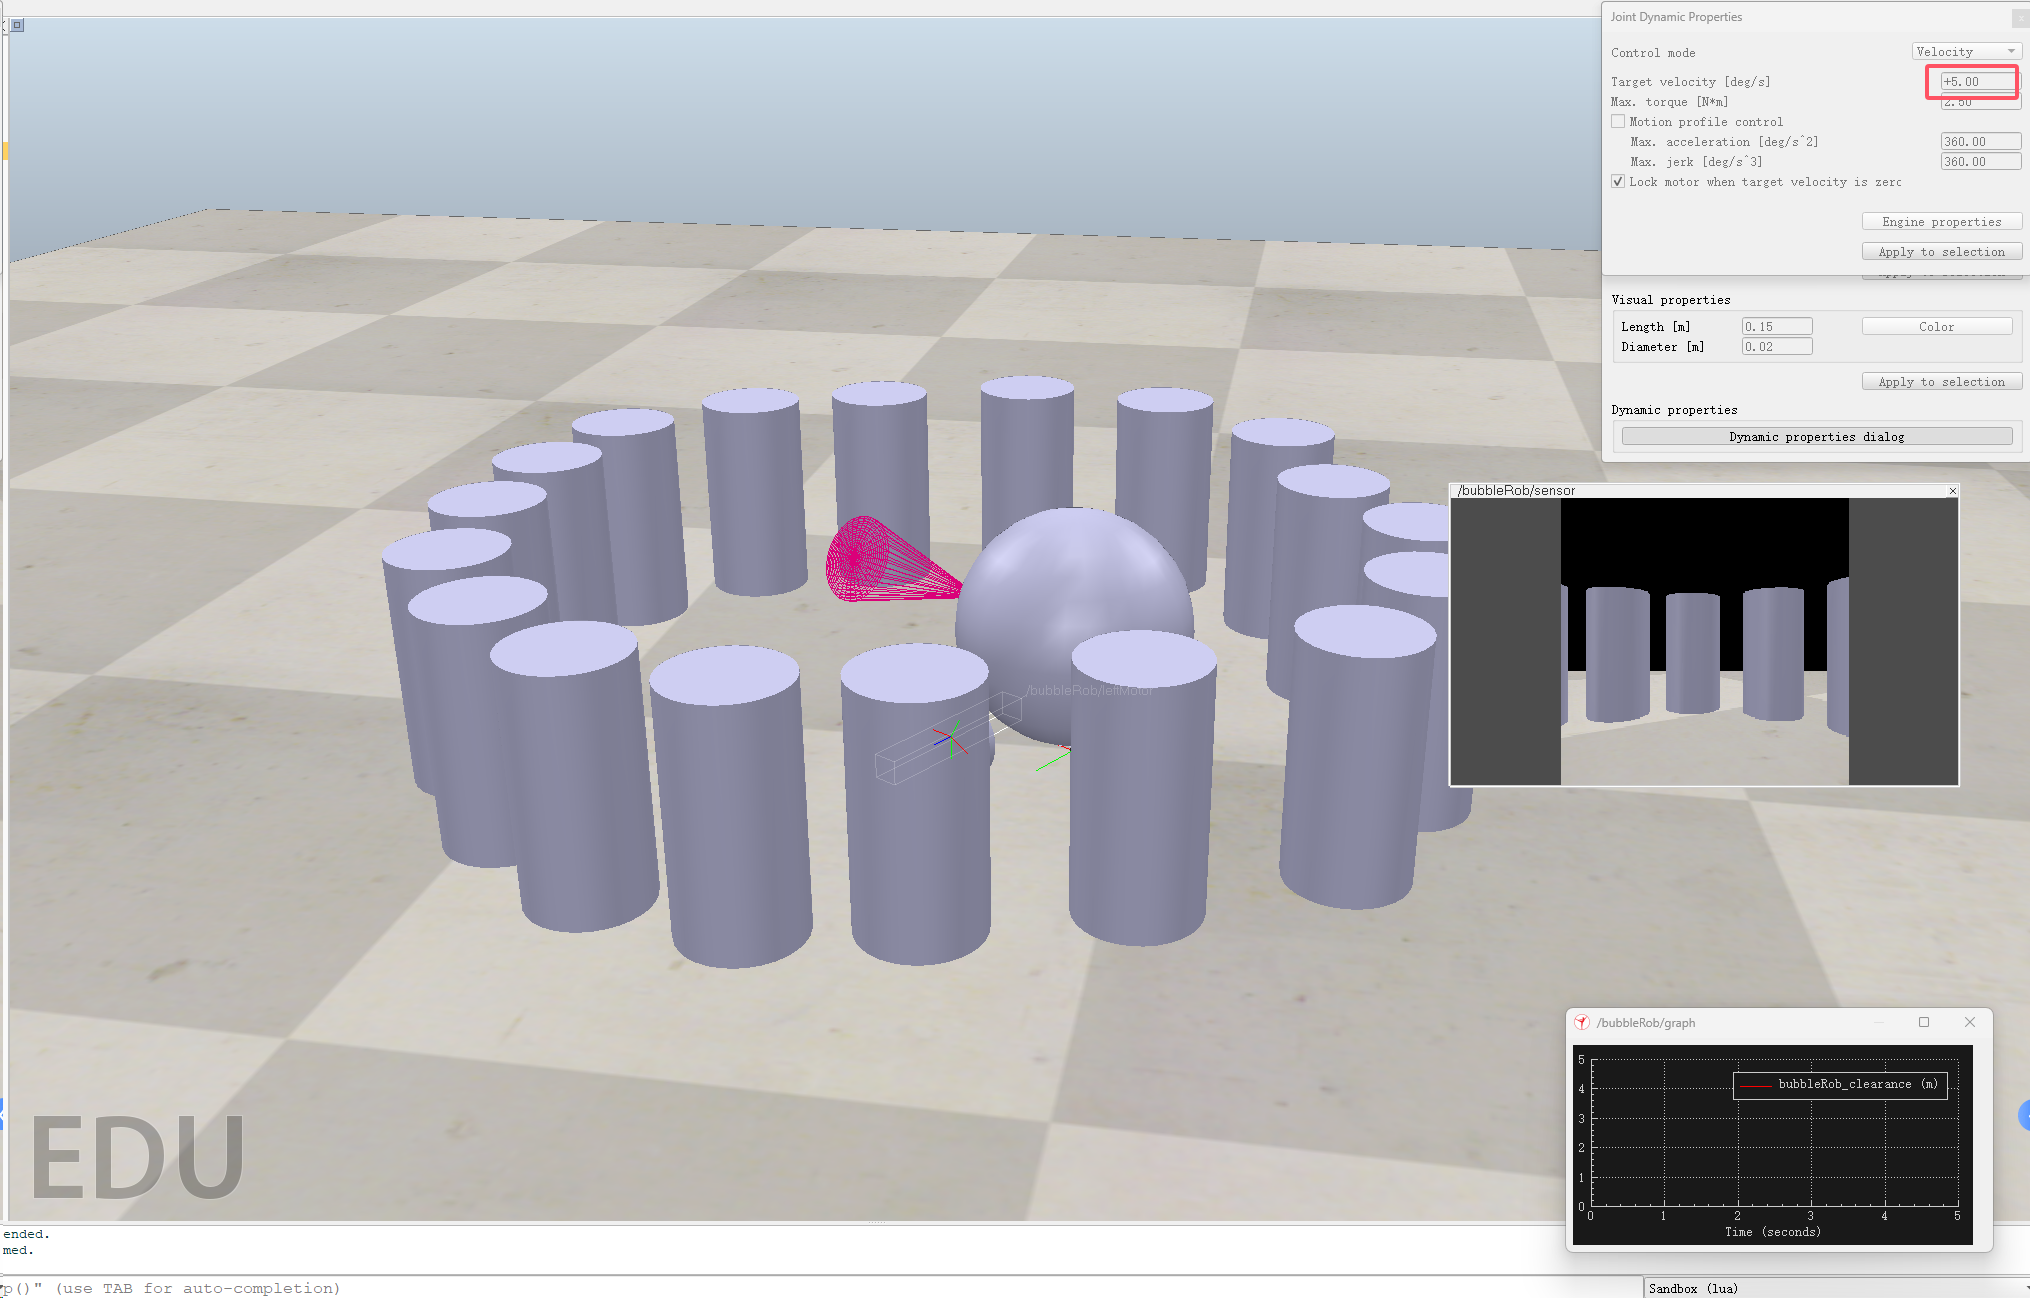 Joint Dynamic Properties
Control mode
Velocity
Target velocity [deg/s]
+5.00
Max. torque [N*m]
2.50
Motion profile control
Max. acceleration [deg/s^2]
360.00
Max. jerk [deg/s^3]
360.00
Lock motor when target velocity is zero
Engine properties
Apply to selection
Visual properties
Length [m]
0.15
Color
Diameter [m]
0.02
Apply to selection
Dynamic properties
Dynamic properties dialog
/bubbleRob/sensor
/bubbleRob/leftMotor
/bubbleRob/graph
bubbleRob_clearance (m)
5
4
3
2
1
0
0 1 2 3 4 5
Time (seconds)
EDU
ended.
med.
p()" (use TAB for auto-completion)
Sandbox (lua)